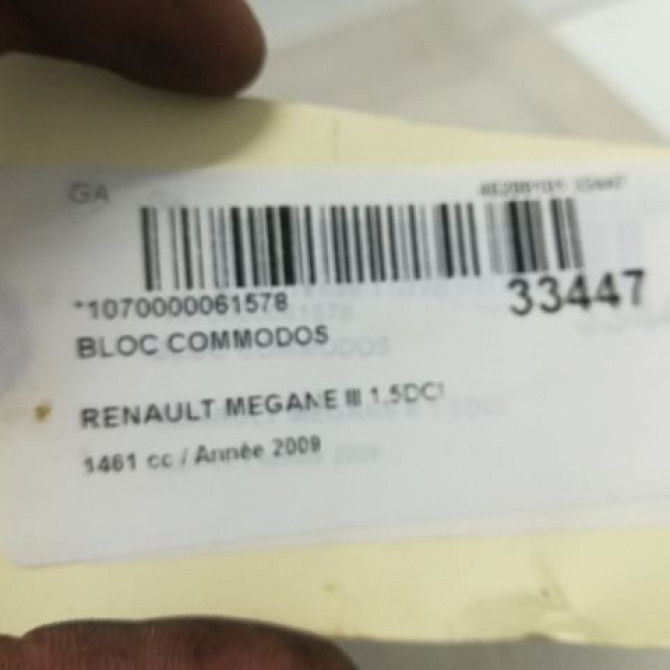 GA
*1070000061578
33447
BLOC COMMODOS
RENAULT MEGANE III 1.5DCI
1461 cc / Année 2009